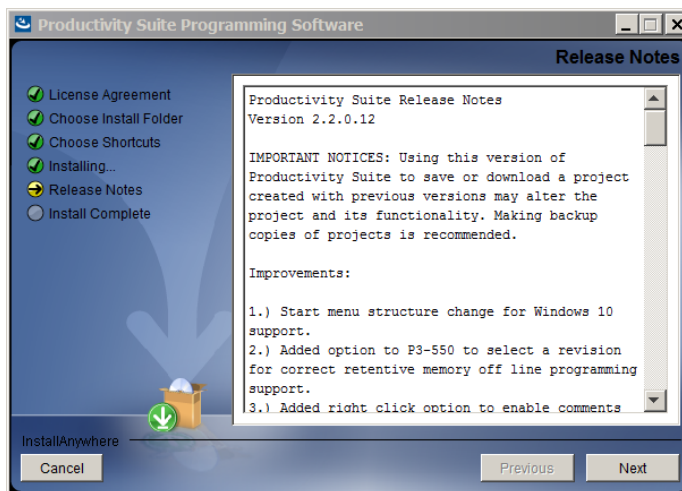 Productivity Suite Programming Software
Release Notes
License Agreement
Choose Install Folder
Choose Shortcuts
Installing...
Release Notes
Install Complete
Productivity Suite Release Notes
Version 2.2.0.12
IMPORTANT NOTICES: Using this version of
Productivity Suite to save or download a project
created with previous versions may alter the
project and its functionality. Making backup
copies of projects is recommended.
Improvements:
1.) Start menu structure change for Windows 10
support.
2.) Added option to P3-550 to select a revision
for correct retentive memory off line programming
support.
3.) Added right click option to enable comments
InstallAnywhere
Cancel
Previous
Next